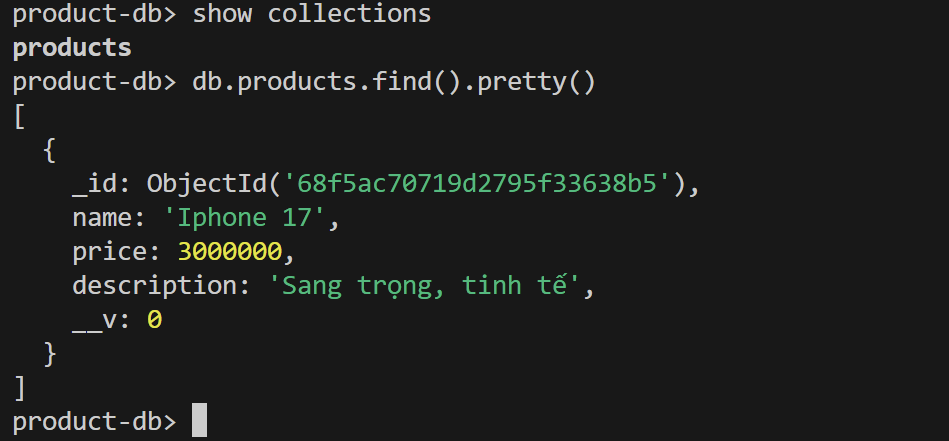 product-db> show collections
products
product-db> db.products.find().pretty()
[
  {
    _id: ObjectId('68f5ac70719d2795f33638b5'),
    name: 'Iphone 17',
    price: 3000000,
    description: 'Sang trọng, tinh tế',
    __v: 0
  }
]
product-db>